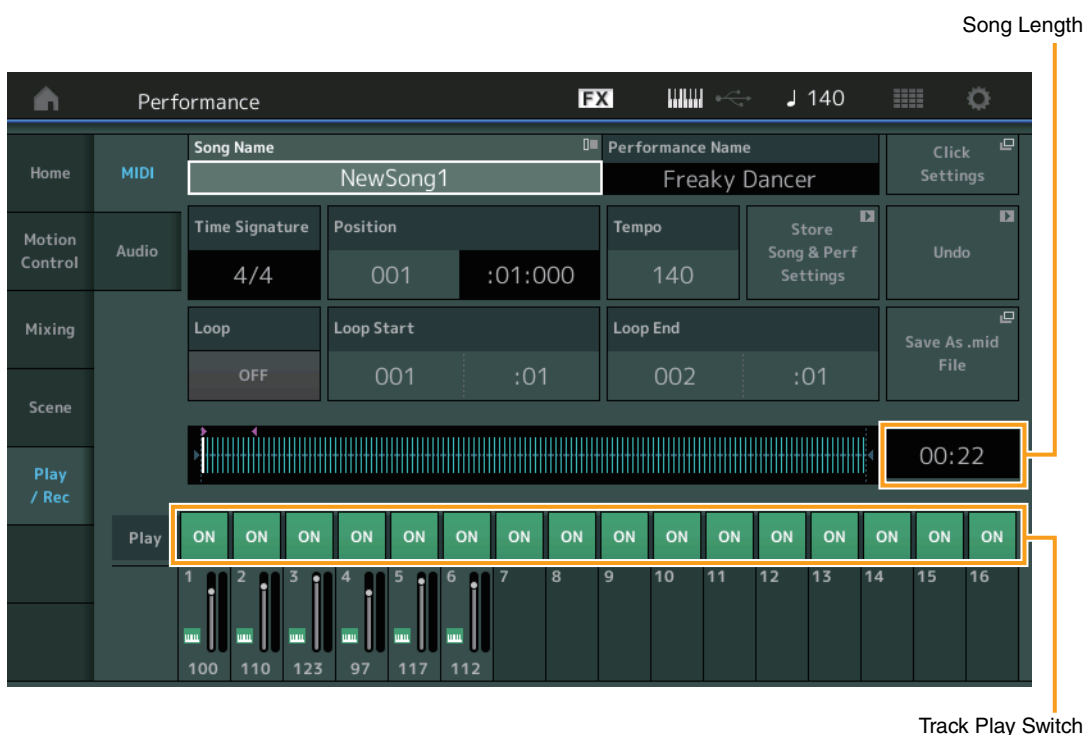 Song Length
Performance
FX
140
Home
Motion
Control
Mixing
Scene
Play
/ Rec
MIDI
Audio
Song Name
NewSong1
Performance Name
Freaky Dancer
Click
Settings
Time Signature
4/4
Position
001 :01:000
Tempo
140
Store
Song & Perf
Settings
Undo
Loop
OFF
Loop Start
001 :01
Loop End
002 :01
Save As .mid
File
00:22
Play ON ON ON ON ON ON ON ON ON ON ON ON ON ON ON ON
1 2 3 4 5 6 7 8 9 10 11 12 13 14 15 16
100 110 123 97 117 112
Track Play Switch